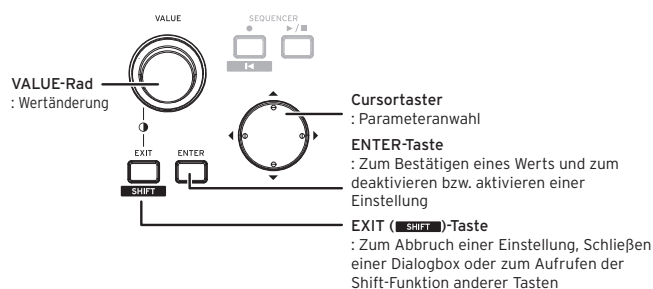 VALUE
SEQUENCER
VALUE-Rad
: Wertänderung
EXIT
ENTER
SHIFT
Cursortaster
: Parameteranwahl
ENTER-Taste
: Zum Bestätigen eines Werts und zum
deaktivieren bzw. aktivieren einer
Einstellung
EXIT (SHIFT)-Taste
: Zum Abbruch einer Einstellung, Schließen
einer Dialogbox oder zum Aufrufen der
Shift-Funktion anderer Tasten